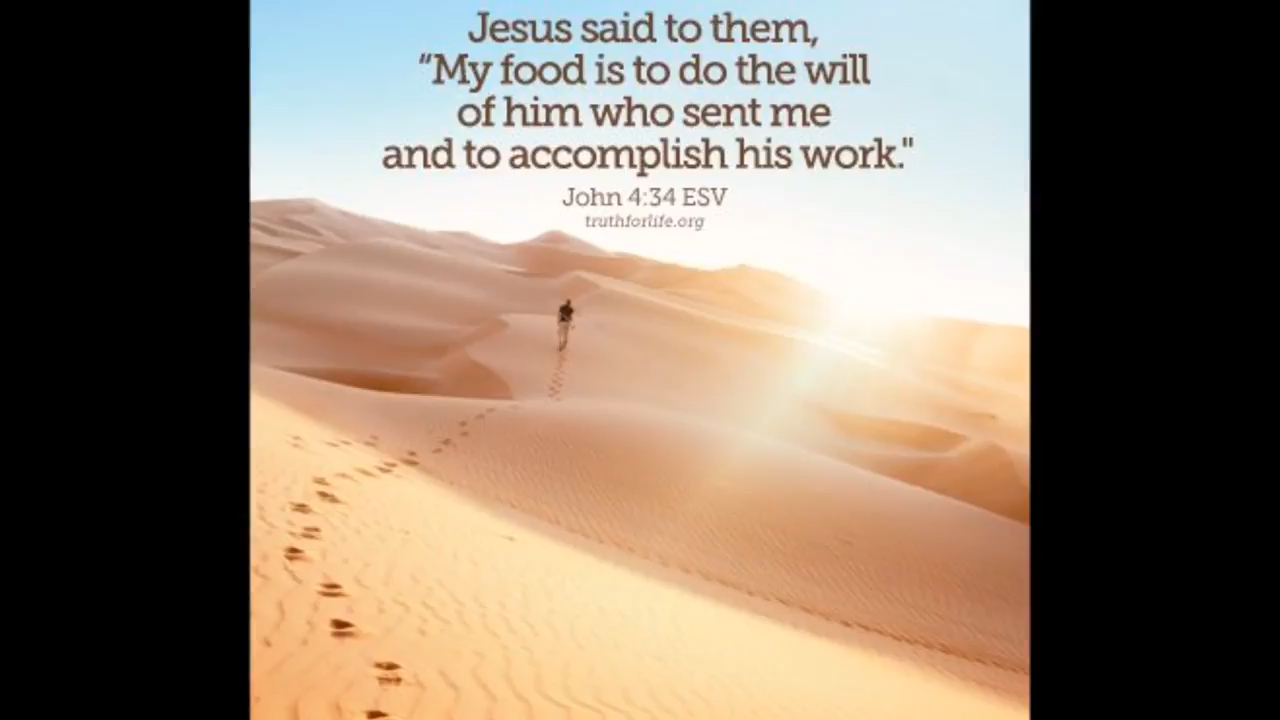 Jesus said to them,
“My food is to do the will
of him who sent me
and to accomplish his work."
John 4:34 ESV
truthforlife.org